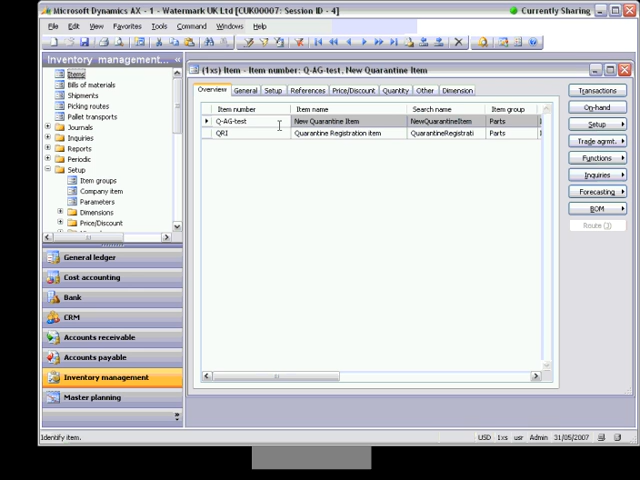 Microsoft Dynamics AX - 1 - Watermark UK Ltd [CUK00007: Session ID - 4]
Currently Sharing
File Edit View Favorites Tools Command Windows Help
Inventory management...
Items
Bills of materials
Shipments
Picking routes
Pallet transports
Journals
Inquiries
Reports
Periodic
Setup
Item groups
Company item
Parameters
Dimensions
Price/Discount
General ledger
Cost accounting
Bank
CRM
Accounts receivable
Accounts payable
Inventory management
Master planning
(1xs) Item - Item number: Q-AG-test, New Quarantine Item
Overview General Setup References Price/Discount Quantity Other Dimension
Item number Item name Search name Item group
Q-AG-test New Quarantine Item NewQuarantineItem Parts
QRI Quarantine Registration item QuarantineRegistrati Parts
Transactions
On-hand
Setup
Trade agrmt.
Functions
Inquiries
Forecasting
BOM
Route (J)
Identify item.
USD 1xs usr Admin 31/05/2007